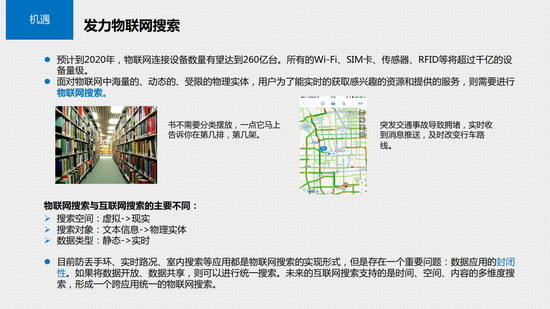 机遇
发力物联网搜索
预计到2020年，物联网连接设备数量有望达到260亿台。所有的Wi-Fi、SIM卡、传感器、RFID等将超过千亿的设
备量级。
面对物联网中海量的、动态的、受限的物理实体，用户为了能实时的获取感兴趣的资源和提供的服务，则需要进行
物联网搜索。
书不需要分类摆放，一点它马上
告诉你在第几排，第几架。
突发交通事故导致拥堵，实时收
到消息推送，及时改变行车路
线。
物联网搜索与互联网搜索的主要不同：
搜索空间：虚拟->现实
搜索对象：文本信息->物理实体
数据类型：静态->实时
目前防丢手环、实时路况、室内搜索等应用都是物联网搜索的实现形式，但是存在一个重要问题：数据应用的封闭
性。如果将数据开放、数据共享，则可以进行统一搜索。未来的互联网搜索支持的是时间、空间、内容的多维度搜
索，形成一个跨应用统一的物联网搜索。